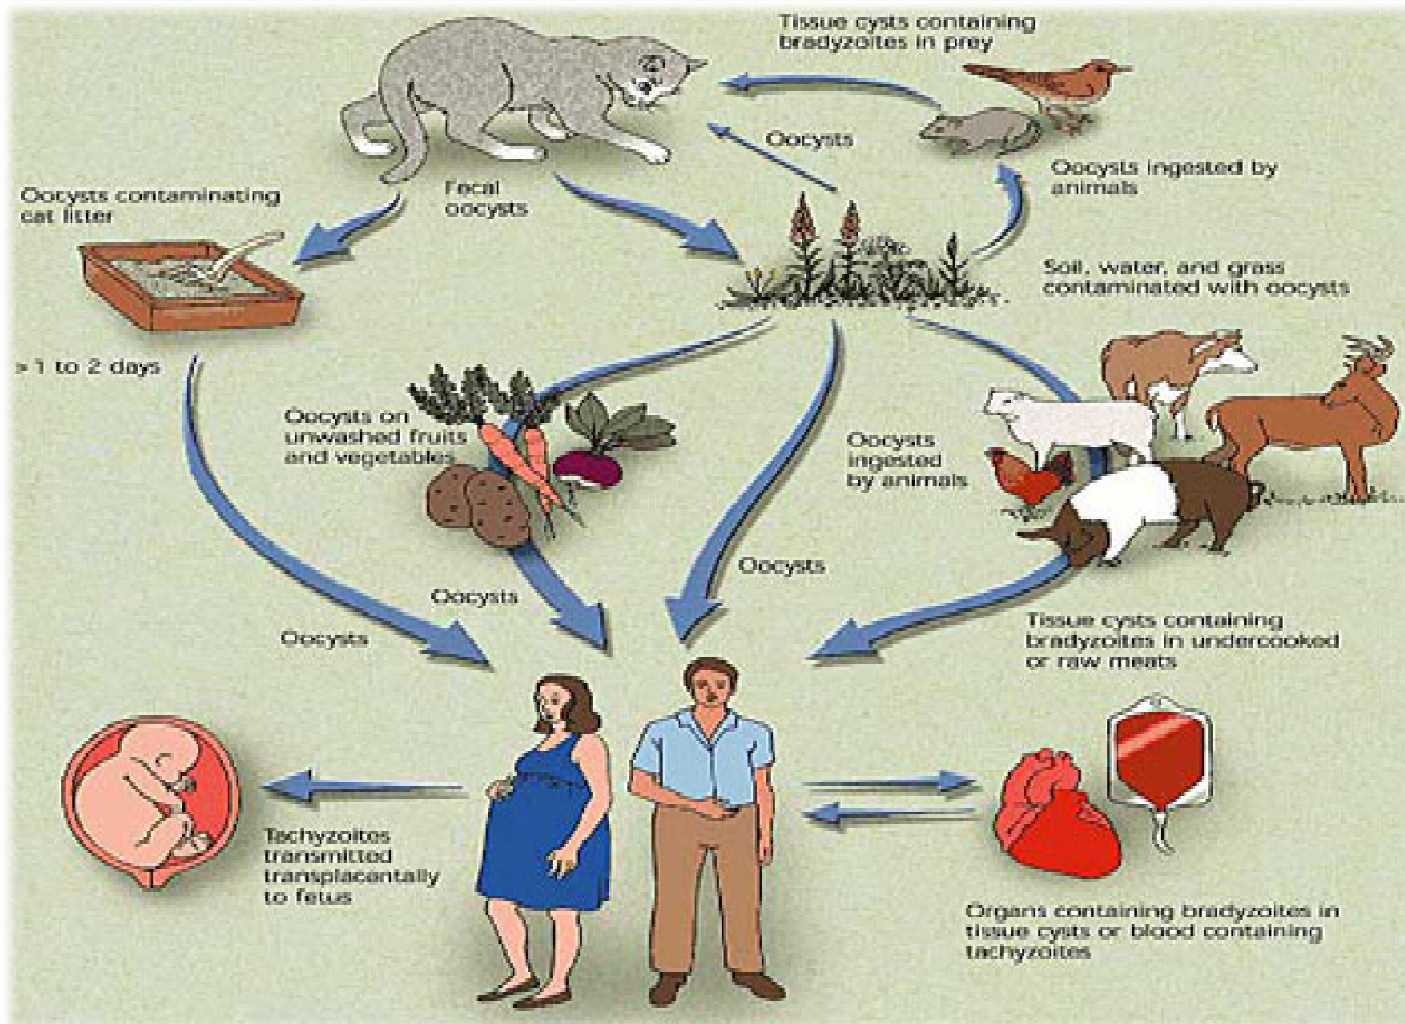 Tissue cysts containing
bradyzoites in prey
Oocysts
Oocysts ingested by
animals
Oocysts contaminating
cat litter
Fecal
oocysts
Soil, water, and grass
contaminated with oocysts
> 1 to 2 days
Oocysts on
unwashed fruits
and vegetables
Oocysts
ingested
by animals
Oocysts
Oocysts
Oocysts
Tissue cysts containing
bradyzoites in undercooked
or raw meats
Tachyzoites
transmitted
transplacentally
to fetus
Organs containing bradyzoites in
tissue cysts or blood containing
tachyzoites